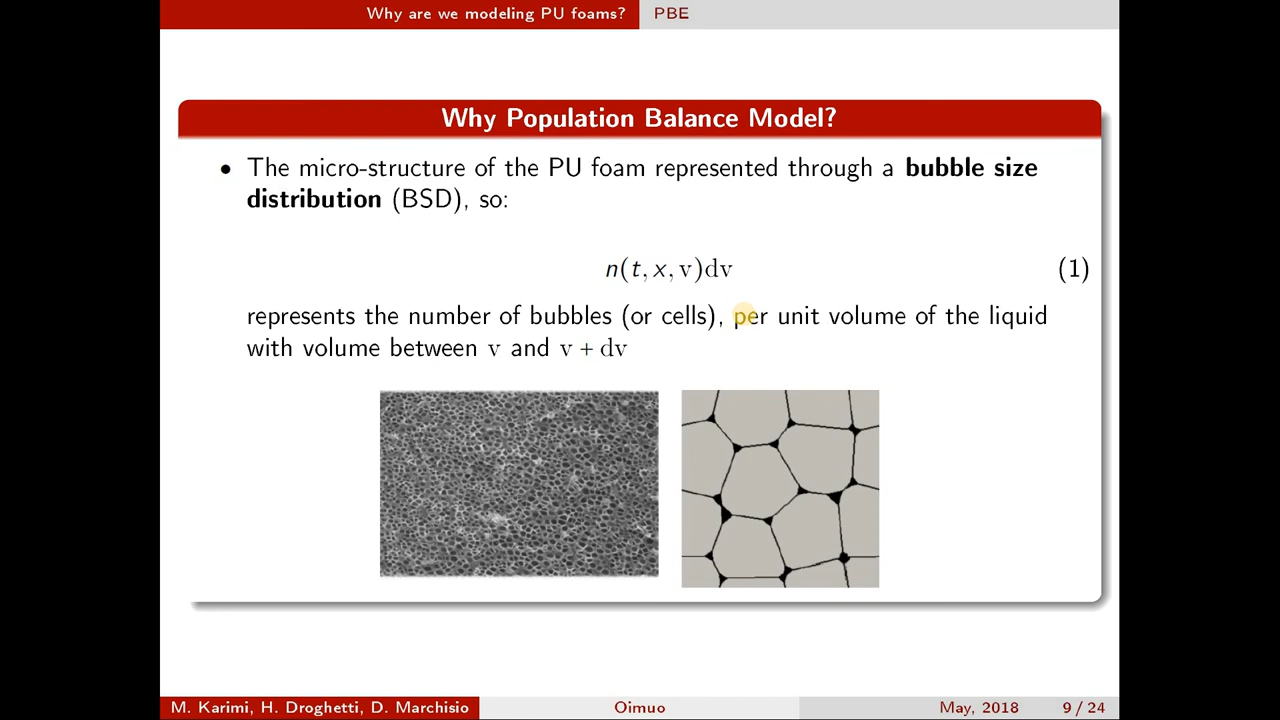 Why are we modeling PU foams? PBE
Why Population Balance Model?
• The micro-structure of the PU foam represented through a bubble size
distribution (BSD), so:
n(t, x, v)dv (1)
represents the number of bubbles (or cells), per unit volume of the liquid
with volume between v and v + dv
M. Karimi, H. Droghetti, D. Marchisio Oimuo May, 2018 9 / 24